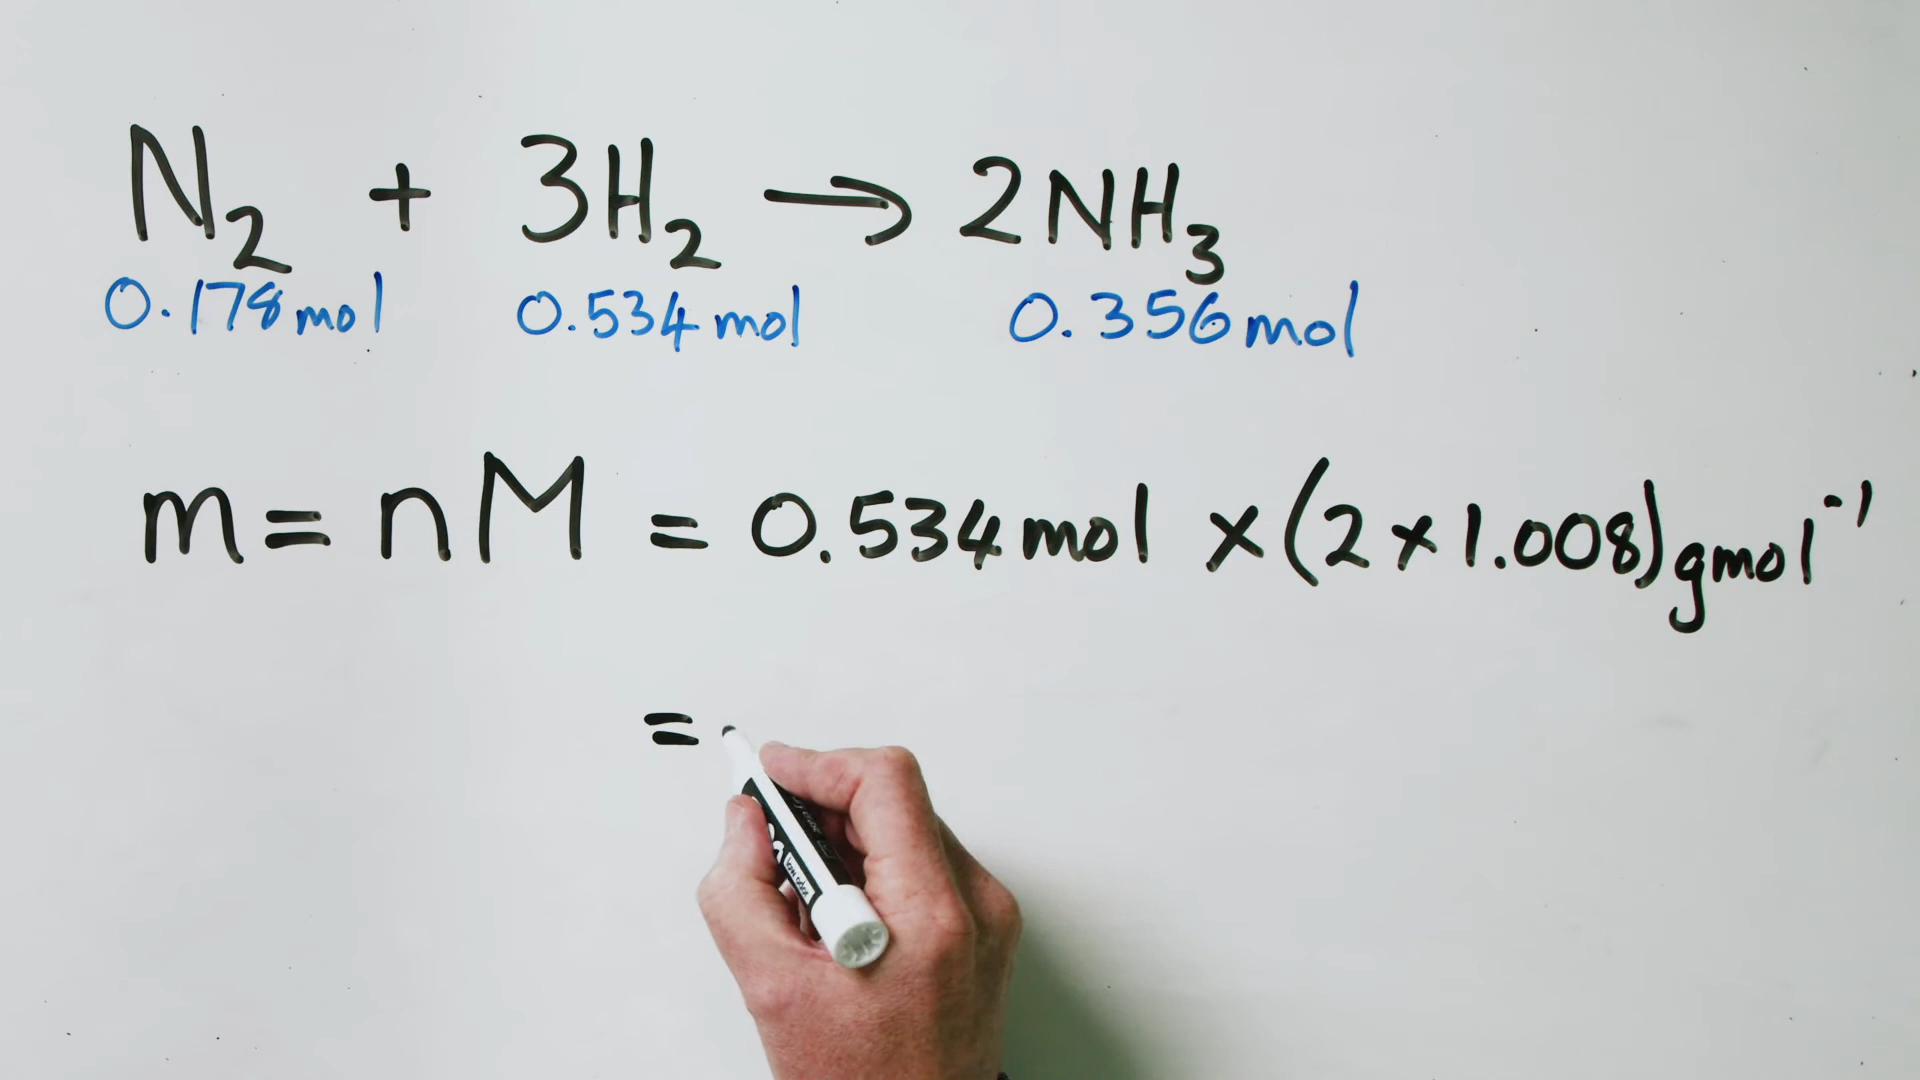 N₂ + 3H₂ → 2NH₃
0.178 mol 0.534 mol 0.356 mol
m = nM = 0.534 mol × (2 × 1.008) gmol⁻¹
=